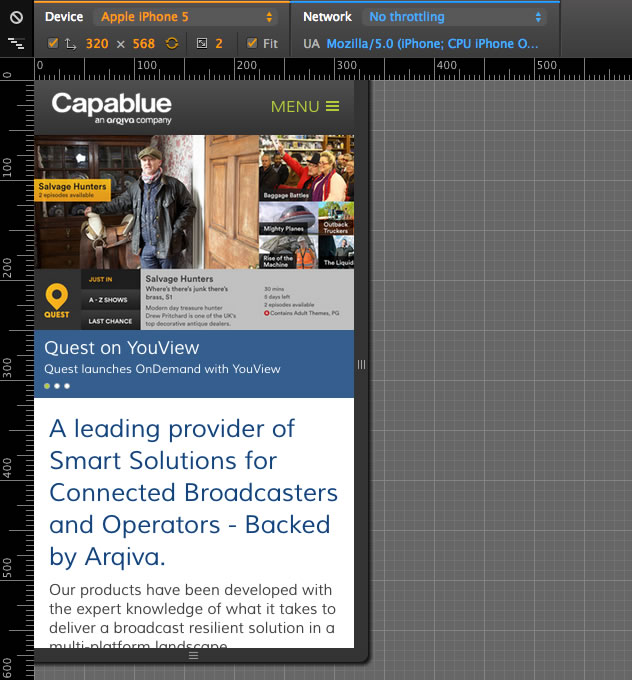 Device Apple iPhone 5 Network No throttling
320 × 568 2 Fit UA Mozilla/5.0 (iPhone; CPU iPhone O...
0 100 200 300 400 500
0
100
200
300
400
500
600
Capablue
an arqiva company
MENU
Salvage Hunters
2 episodes available
Baggage Battles
Mighty Planes
Outback
Truckers
Rise of the
Machine
The Liquid
QUEST
JUST IN
A - Z SHOWS
LAST CHANCE
Salvage Hunters
Where's there's junk there's
brass, S1
Modern day treasure hunter
Drew Pritchard is one of the UK's
top decorative antique dealers.
30 mins
5 days left
2 episodes available
Contains Adult Themes, PG
Quest on YouView
Quest launches OnDemand with YouView
A leading provider of
Smart Solutions for
Connected Broadcasters
and Operators - Backed
by Arqiva.
Our products have been developed with
the expert knowledge of what it takes to
deliver a broadcast resilient solution in a
multi-platform landscape